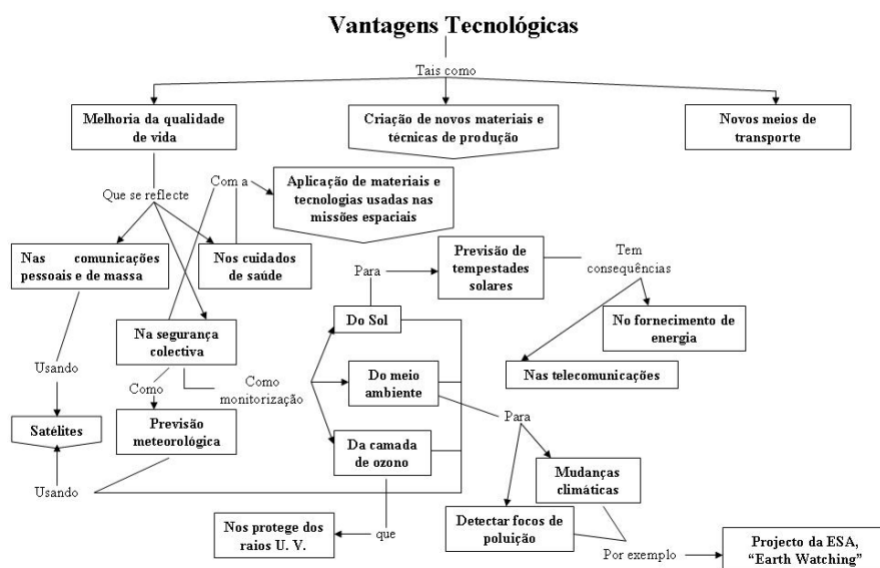 Vantagens Tecnológicas
Tais como
Melhoria da qualidade
de vida
Criação de novos materiais e
técnicas de produção
Novos meios de
transporte
Que se reflecte
Com a
Aplicação de materiais e
tecnologias usadas nas
missões espaciais
Nas comunicações
pessoais e de massa
Nos cuidados
de saúde
Para
Previsão de
tempestades
solares
Tem
consequências
Na segurança
colectiva
Do Sol
No fornecimento de
energia
Usando
Como
Como
monitorização
Do meio
ambiente
Nas telecomunicações
Satélites
Previsão
meteorológica
Para
Da camada
de ozono
Usando
Mudanças
climáticas
Nos protege dos
raios U. V.
que
Detectar focos de
poluição
Por exemplo
Projecto da ESA,
“Earth Watching”